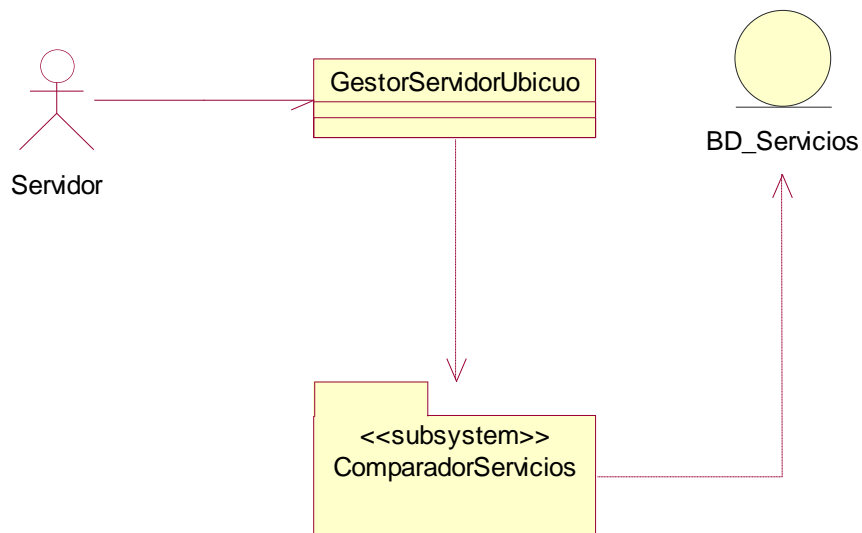 GestorServidorUbicuo
BD_Servicios
Servidor
<<subsystem>>
ComparadorServicios